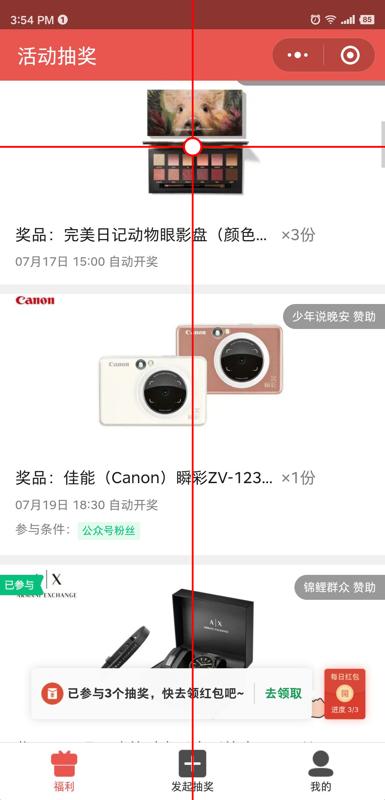 3:54 PM 1
85
活动抽奖
奖品：完美日记动物眼影盘（颜色... ×3份
07月17日 15:00 自动开奖
Canon
少年说晚安 赞助
Canon
Canon
奖品：佳能（Canon）瞬彩ZV-123... ×1份
07月19日 18:30 自动开奖
参与条件： 公众号粉丝
已参与
A|X
ARMANI EXCHANGE
锦鲤群众 赞助
A|X
已参与3个抽奖，快去领红包吧~ 去领取
每日红包
進度 3/3
福利
发起抽奖
我的